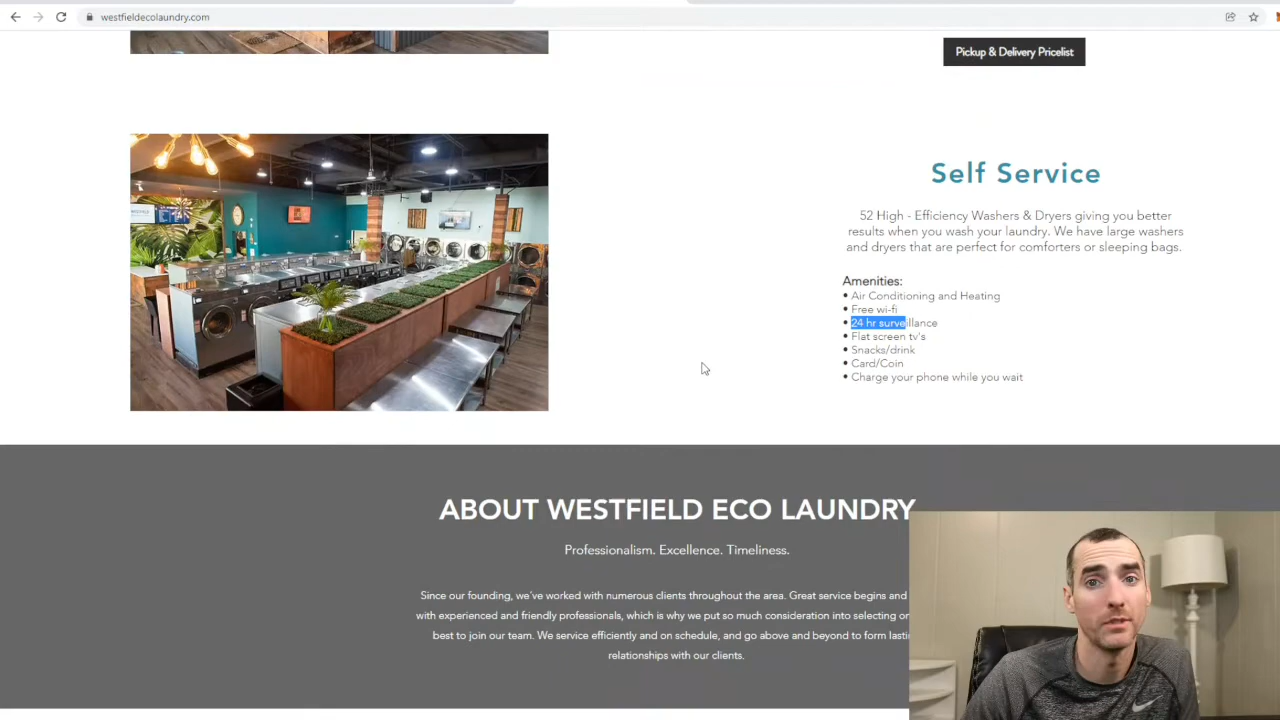 westfieldecolaundry.com
Pickup & Delivery Pricelist
Self Service
52 High - Efficiency Washers & Dryers giving you better
results when you wash your laundry. We have large washers
and dryers that are perfect for comforters or sleeping bags.
Amenities:
• Air Conditioning and Heating
• Free wi-fi
• 24 hr surveillance
• Flat screen tv's
• Snacks/drink
• Card/Coin
• Charge your phone while you wait
ABOUT WESTFIELD ECO LAUNDRY
Professionalism. Excellence. Timeliness.
Since our founding, we've worked with numerous clients throughout the area. Great service begins and
with experienced and friendly professionals, which is why we put so much consideration into selecting
best to join our team. We service efficiently and on schedule, and go above and beyond to form
relationships with our clients.